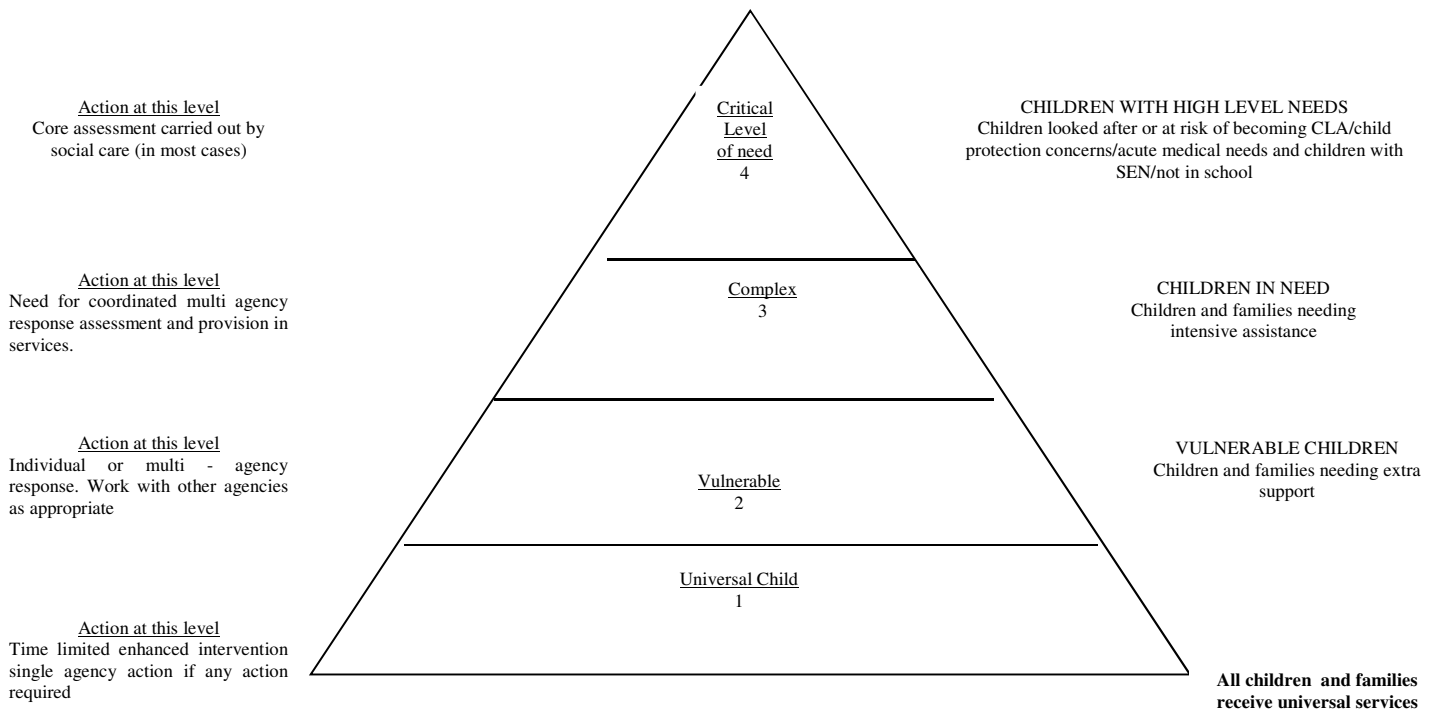 Action at this level
Core assessment carried out by
social care (in most cases)
Critical
Level
of need
4
CHILDREN WITH HIGH LEVEL NEEDS
Children looked after or at risk of becoming CLA/child
protection concerns/acute medical needs and children with
SEN/not in school
Action at this level
Need for coordinated multi agency
response assessment and provision in
services.
Complex
3
CHILDREN IN NEED
Children and families needing
intensive assistance
Action at this level
Individual or multi - agency
response. Work with other agencies
as appropriate
Vulnerable
2
VULNERABLE CHILDREN
Children and families needing extra
support
Universal Child
1
Action at this level
Time limited enhanced intervention
single agency action if any action
required
All children and families
receive universal services